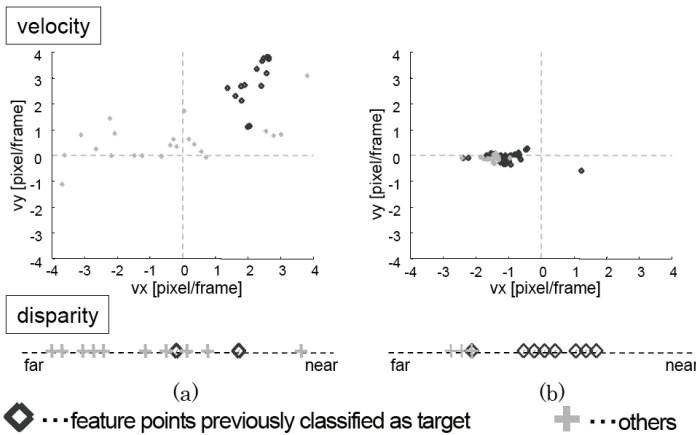 velocity
4
3
2
1
0
-1
-2
-3
-4
vy [pixel/frame]
-4 -3 -2 -1 0 1 2 3 4
vx [pixel/frame]
4
3
2
1
0
-1
-2
-3
-4
vy [pixel/frame]
-4 -3 -2 -1 0 1 2 3 4
vx [pixel/frame]
disparity
far near
far near
(a) (b)
···feature points previously classified as target
···others